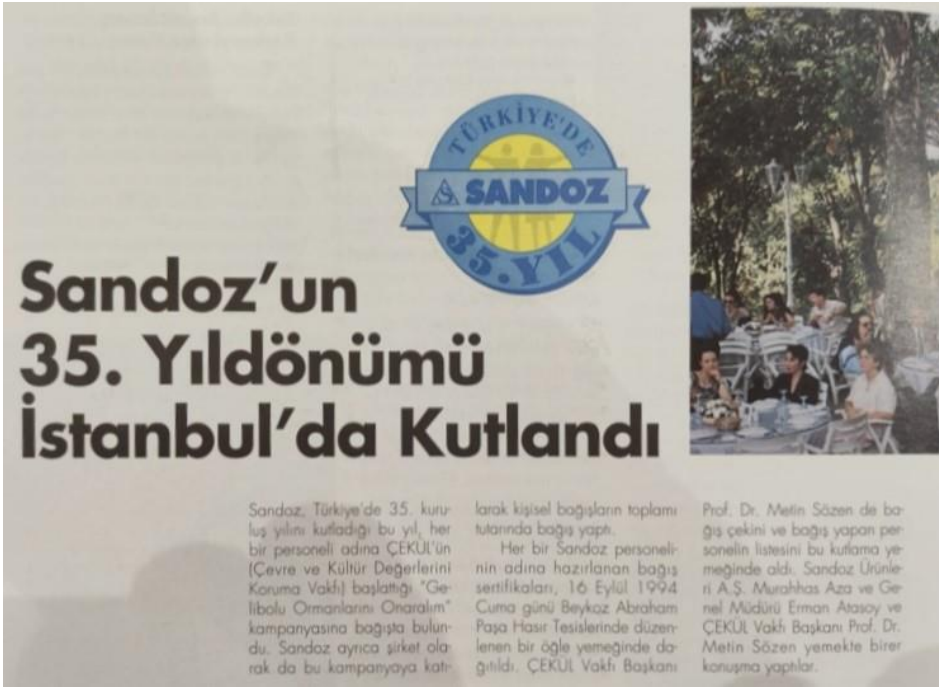 TÜRKİYE'DE
SANDOZ
35.YIL
Sandoz'un
35. Yıldönümü
İstanbul'da Kutlandı
Sandoz, Türkiye'de 35. kuru-
luş yılını kutladığı bu yıl, her
bir personeli adına ÇEKÜL'ün
(Çevre ve Kültür Değerlerini
Koruma Vakfı) başlattığı "Ge-
libolu Ormanlarını Onaralım"
kampanyasına bağışta bulun-
du. Sandoz ayrıca şirket ola-
rak da bu kampanyaya katı-
larak kişisel bağışların toplamı
tutarında bağış yaptı.
Her bir Sandoz personeli-
nin adına hazırlanan bağış
sertifikaları, 16 Eylül 1994
Cuma günü Beykoz Abraham
Paşa Hasır Tesislerinde düzen-
lenen bir öğle yemeğinde da-
ğıtıldı. ÇEKÜL Vakfı Başkanı
Prof. Dr. Metin Sözen de ba-
ğış çekini ve bağış yapan per-
sonelin listesini bu kutlama ye-
meğinde aldı. Sandoz Ürünle-
ri A.Ş. Murahhas Aza ve Ge-
nel Müdürü Erman Atasoy ve
ÇEKÜL Vakfı Başkanı Prof. Dr.
Metin Sözen yemekte birer
konuşma yaptılar.